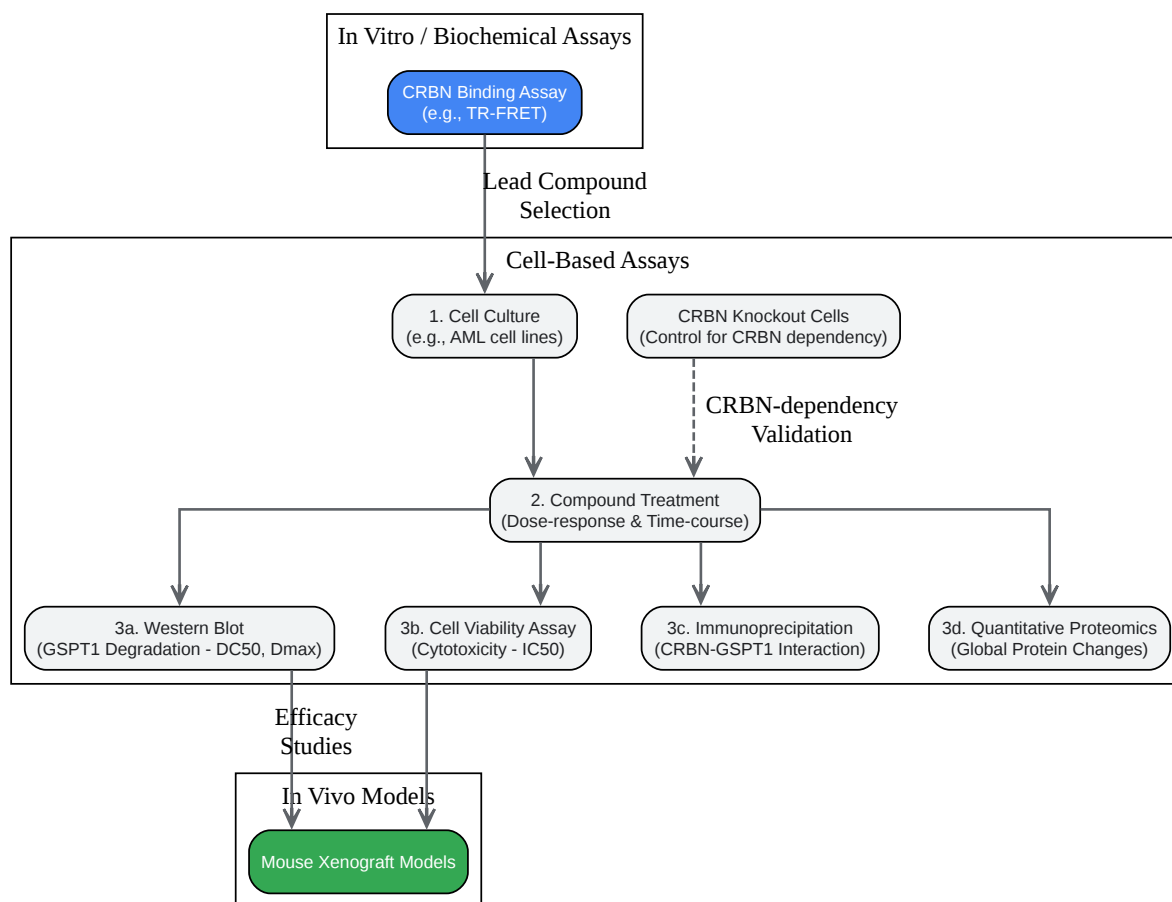 In Vitro / Biochemical Assays
CRBN Binding Assay
(e.g., TR-FRET)
Lead Compound
Selection
Cell-Based Assays
1. Cell Culture
(e.g., AML cell lines)
CRBN Knockout Cells
(Control for CRBN dependency)
CRBN-dependency
Validation
2. Compound Treatment
(Dose-response & Time-course)
3a. Western Blot
(GSPT1 Degradation - DC50, Dmax)
3b. Cell Viability Assay
(Cytotoxicity - IC50)
3c. Immunoprecipitation
(CRBN-GSPT1 Interaction)
3d. Quantitative Proteomics
(Global Protein Changes)
Efficacy
Studies
In Vivo Models
Mouse Xenograft Models